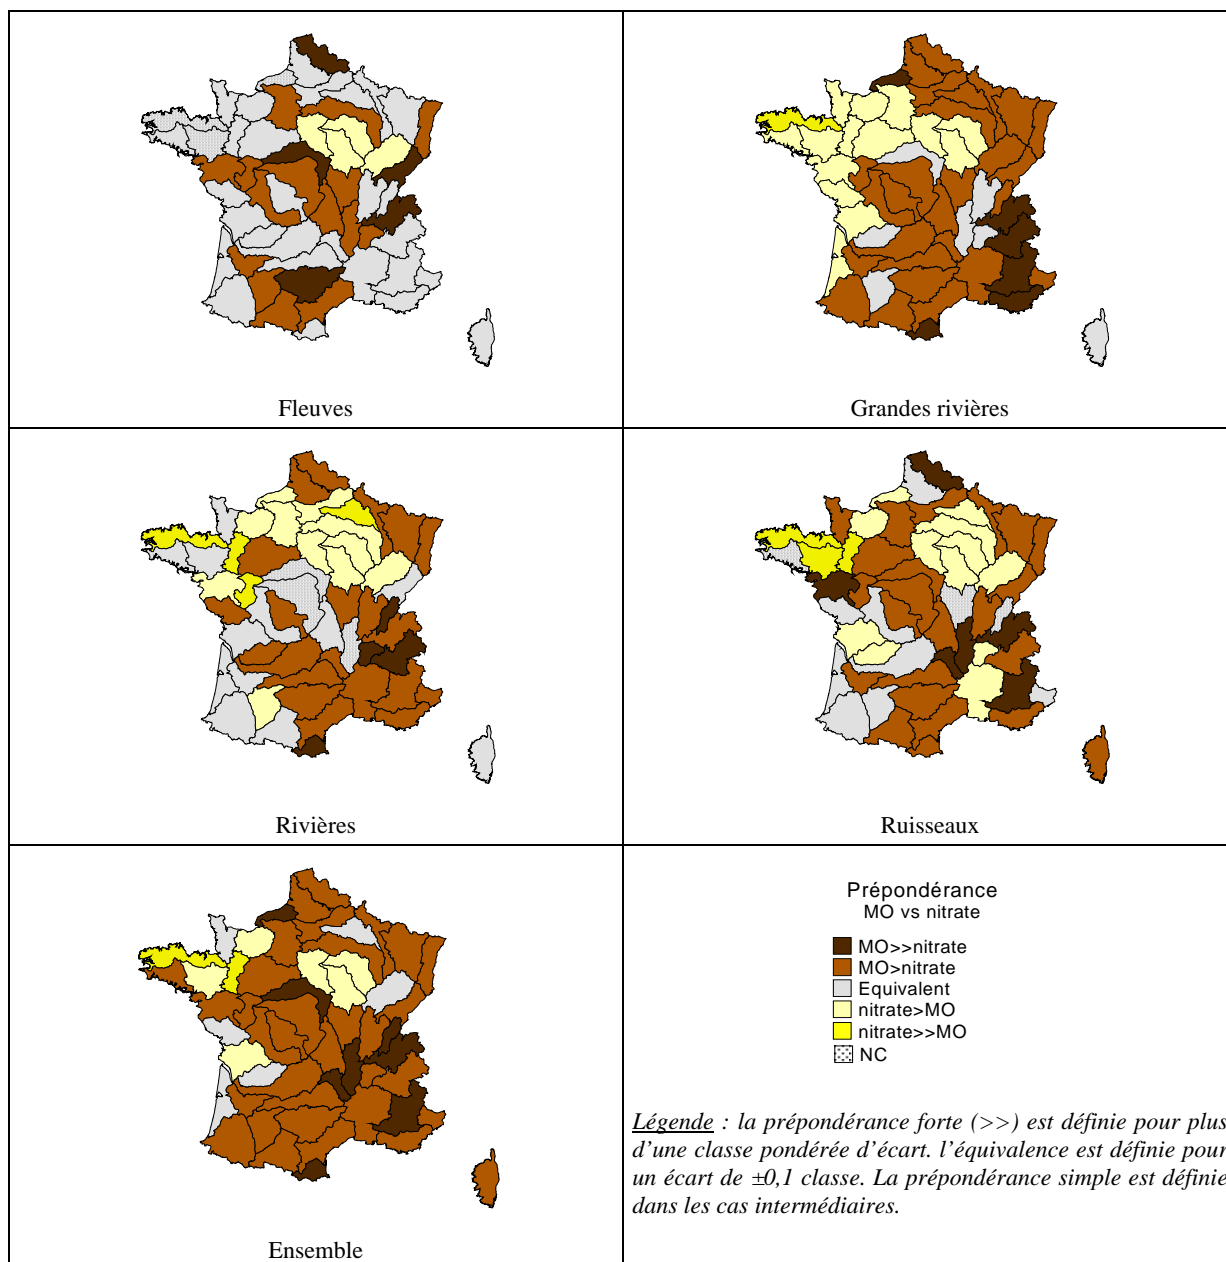 Fleuves
Grandes rivières
Rivières
Ruisseaux
Ensemble
Prépondérance
MO vs nitrate
MO>>nitrate
MO>nitrate
Equivalent
nitrate>MO
nitrate>>MO
NC
Légende : la prépondérance forte (>>) est définie pour plus
d'une classe pondérée d'écart. l'équivalence est définie pour
un écart de ±0,1 classe. La prépondérance simple est définie
dans les cas intermédiaires.